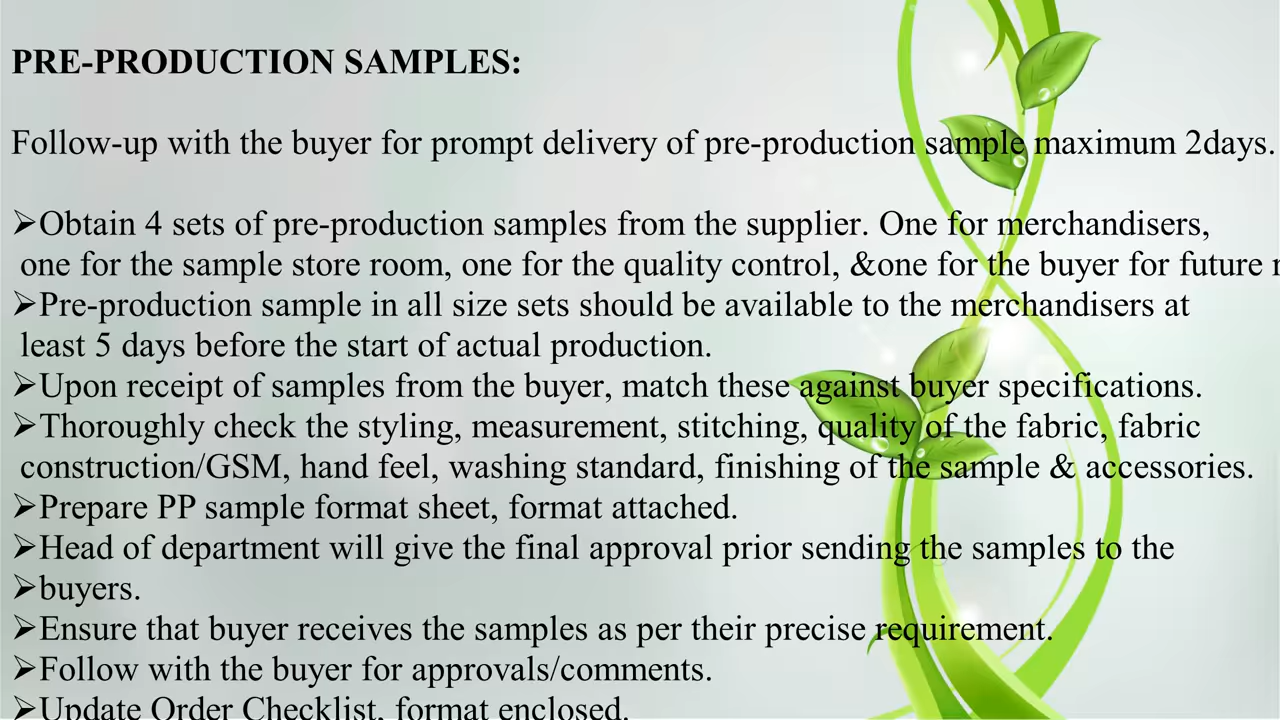 PRE-PRODUCTION SAMPLES:
Follow-up with the buyer for prompt delivery of pre-production sample maximum 2days.
➢Obtain 4 sets of pre-production samples from the supplier. One for merchandisers,
one for the sample store room, one for the quality control, &one for the buyer for future
➢Pre-production sample in all size sets should be available to the merchandisers at
least 5 days before the start of actual production.
➢Upon receipt of samples from the buyer, match these against buyer specifications.
➢Thoroughly check the styling, measurement, stitching, quality of the fabric, fabric
construction/GSM, hand feel, washing standard, finishing of the sample & accessories.
➢Prepare PP sample format sheet, format attached.
➢Head of department will give the final approval prior sending the samples to the
➢buyers.
➢Ensure that buyer receives the samples as per their precise requirement.
➢Follow with the buyer for approvals/comments.
➢Update Order Checklist, format enclosed.